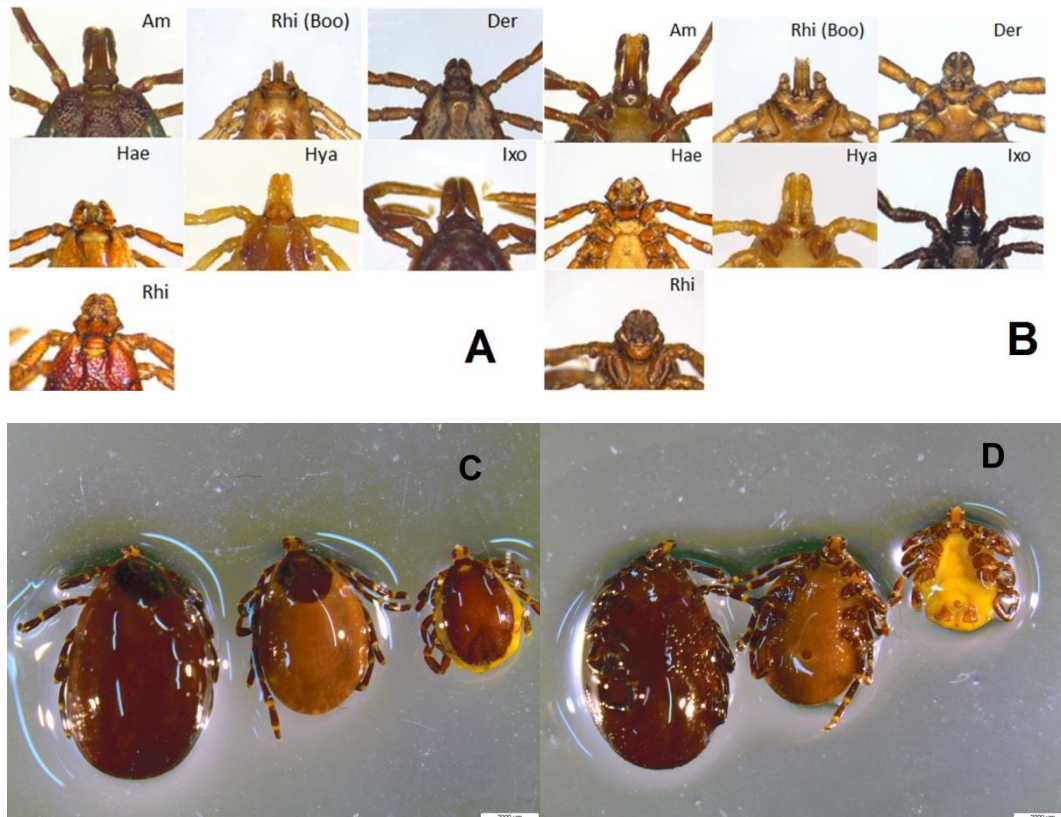 Am Rhi (Boo) Der
Am Rhi (Boo) Der
Hae Hya Ixo
Hae Hya Ixo
Rhi
Rhi
A
B
C
D